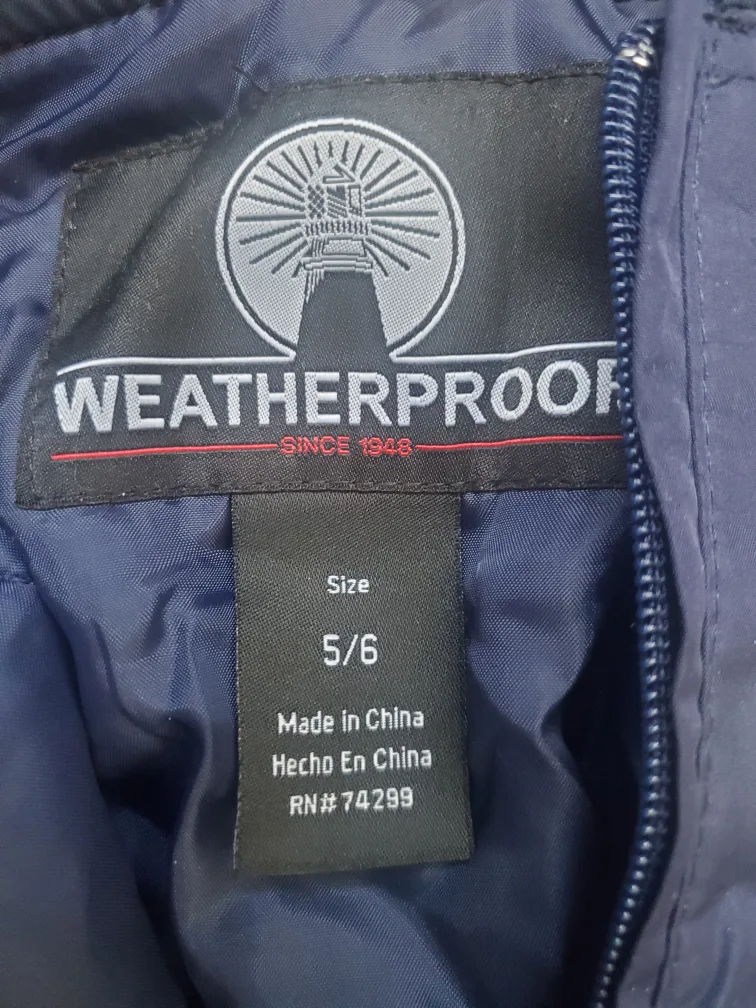 WEATHERPROOF
SINCE 1948
Size
5/6
Made in China
Hecho En China
RN#74299